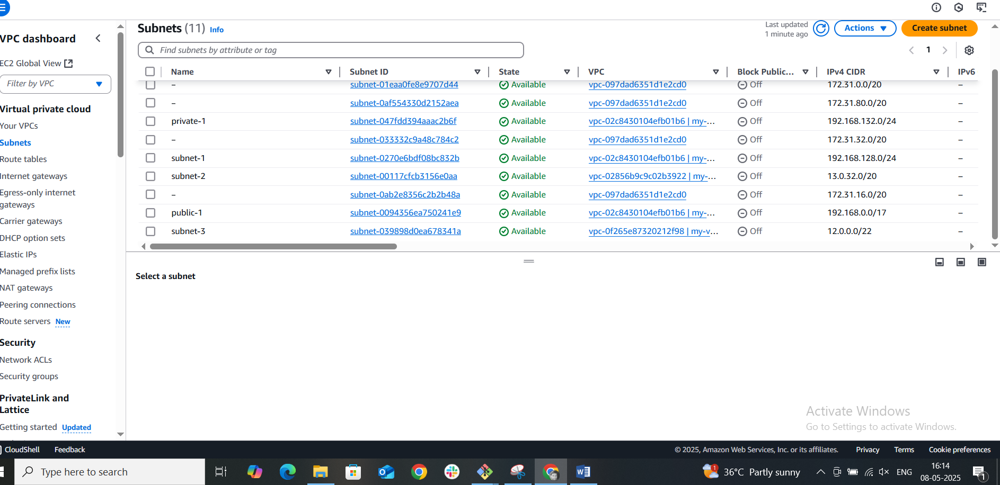 Subnets (11) Info
Last updated
1 minute ago
Actions
Create subnet
Find subnets by attribute or tag
1
Name Subnet ID State VPC Block Public... IPv4 CIDR IPv6
– subnet-01eaa0fe8e9707d44 Available vpc-097dad6351d1e2cd0 Off 172.31.0.0/20 –
– subnet-0af554330d2152aea Available vpc-097dad6351d1e2cd0 Off 172.31.80.0/20 –
private-1 subnet-047fdd394aaac2b6f Available vpc-02c8430104efb01b6 | my-... Off 192.168.132.0/24 –
– subnet-033332c9a48c784c2 Available vpc-097dad6351d1e2cd0 Off 172.31.32.0/20 –
subnet-1 subnet-0270e6bdf08bc832b Available vpc-02c8430104efb01b6 | my-... Off 192.168.128.0/24 –
subnet-2 subnet-00117cfcb3156e0aa Available vpc-02856b9c9c02b3922 | my-... Off 13.0.32.0/20 –
– subnet-0ab2e8356c2b2b48a Available vpc-097dad6351d1e2cd0 Off 172.31.16.0/20 –
public-1 subnet-0094356ea750241e9 Available vpc-02c8430104efb01b6 | my-... Off 192.168.0.0/17 –
subnet-3 subnet-039898d0ea678341a Available vpc-0f265e87320212f98 | my-v... Off 12.0.0.0/22 –
Select a subnet
VPC dashboard
EC2 Global View
Filter by VPC
Virtual private cloud
Your VPCs
Subnets
Route tables
Internet gateways
Egress-only internet
gateways
Carrier gateways
DHCP option sets
Elastic IPs
Managed prefix lists
NAT gateways
Peering connections
Route servers New
Security
Network ACLs
Security groups
PrivateLink and
Lattice
Getting started Updated
Activate Windows
Go to Settings to activate Windows.
CloudShell Feedback © 2025, Amazon Web Services, Inc. or its affiliates. Privacy Terms Cookie preferences
Type here to search
1
36°C Partly sunny
ENG
16:14
08-05-2025
1